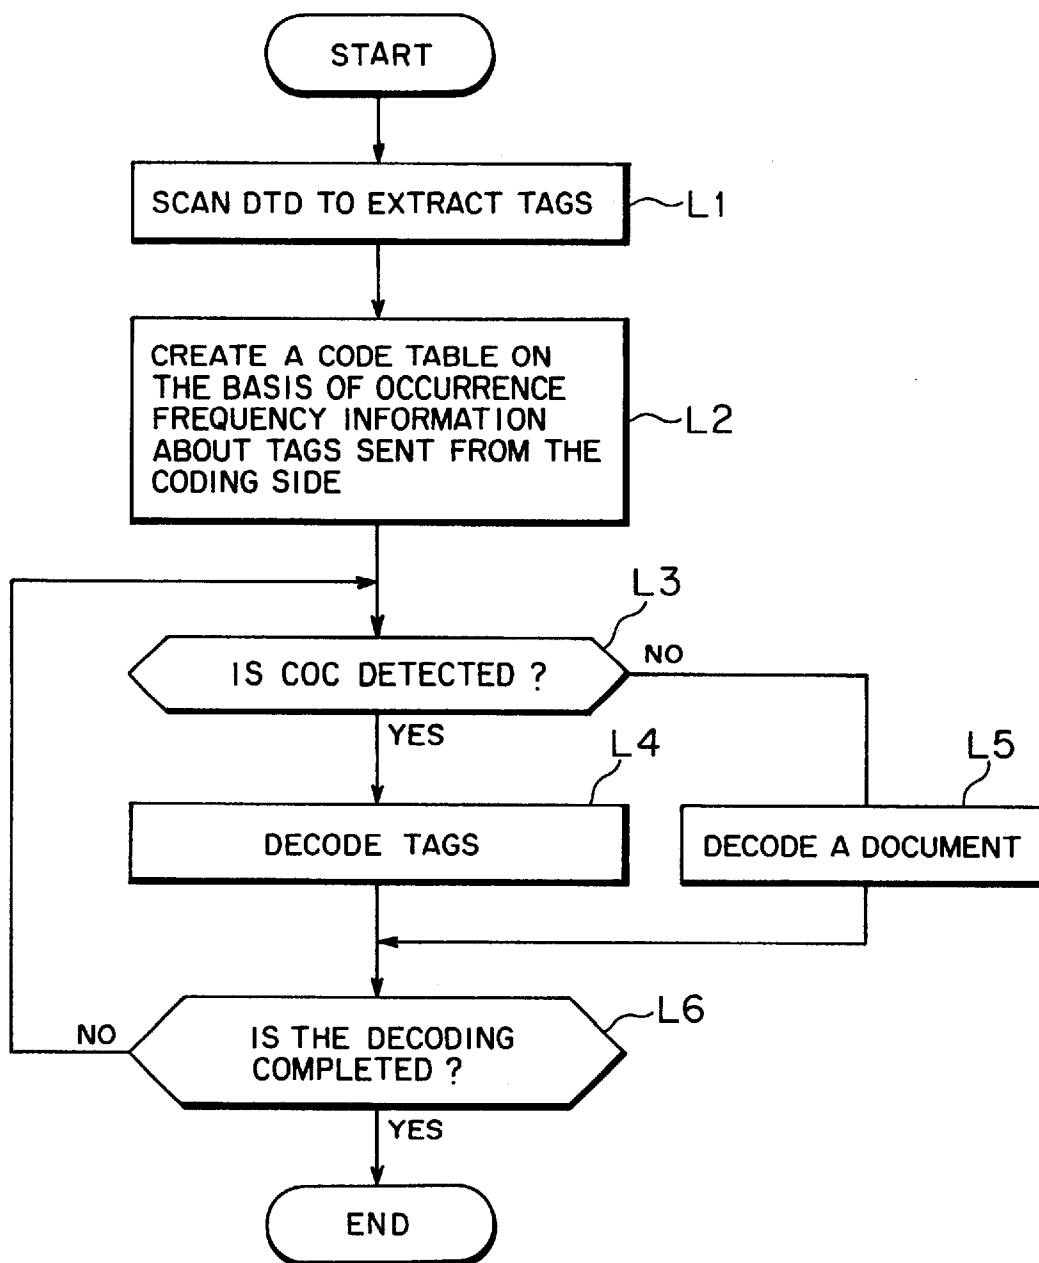 START
SCAN DTD TO EXTRACT TAGS
L1
CREATE A CODE TABLE ON
THE BASIS OF OCCURRENCE
FREQUENCY INFORMATION
ABOUT TAGS SENT FROM THE
CODING SIDE
L2
L3
IS COC DETECTED ?
NO
YES
L4
DECODE TAGS
L5
DECODE A DOCUMENT
L6
IS THE DECODING
COMPLETED ?
NO
YES
END